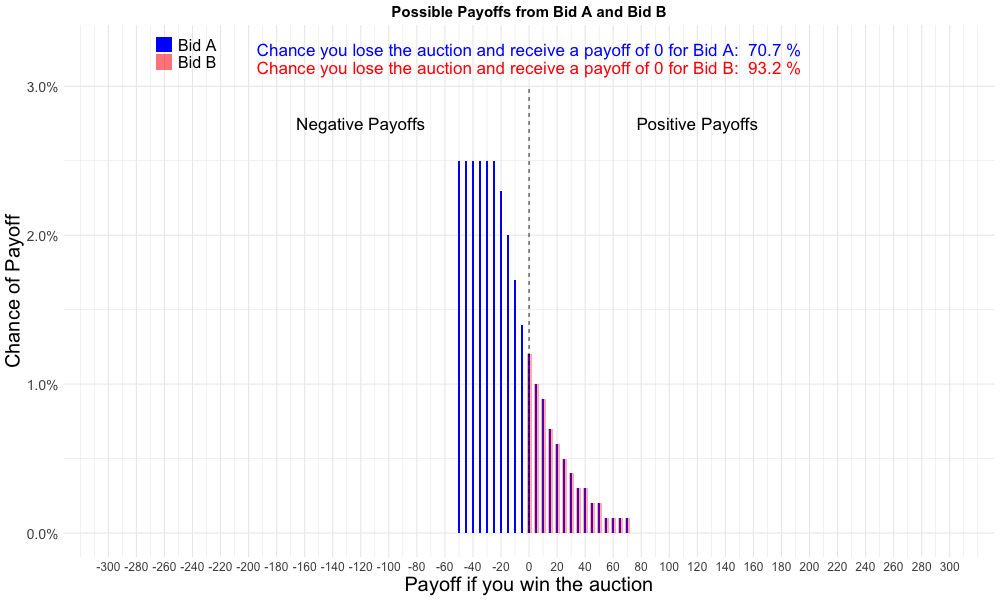 Possible Payoffs from Bid A and Bid B
Bid A
Bid B
Chance you lose the auction and receive a payoff of 0 for Bid A:  70.7 %
Chance you lose the auction and receive a payoff of 0 for Bid B:  93.2 %
3.0%
Negative Payoffs
Positive Payoffs
2.0%
Chance of Payoff
1.0%
0.0%
-300 -280 -260 -240 -220 -200 -180 -160 -140 -120 -100 -80 -60 -40 -20 0 20 40 60 80 100 120 140 160 180 200 220 240 260 280 300
Payoff if you win the auction